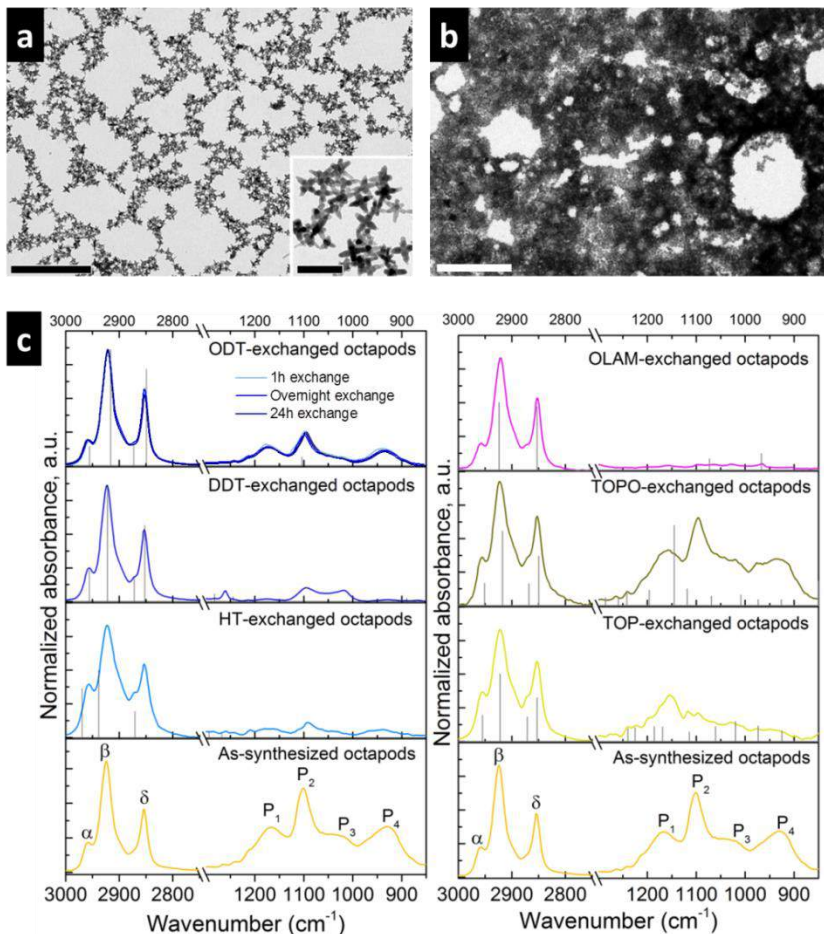 a
b
c
3000 2900 2800 1200 1100 1000 900
ODT-exchanged octapods
1h exchange
Overnight exchange
24h exchange
DDT-exchanged octapods
HT-exchanged octapods
As-synthesized octapods
α
β
δ
P1
P2
P3
P4
Normalized absorbance, a.u.
3000 2900 2800 1200 1100 1000 900
Wavenumber (cm-1)
3000 2900 2800 1200 1100 1000 900
OLAM-exchanged octapods
TOPO-exchanged octapods
TOP-exchanged octapods
As-synthesized octapods
α
β
δ
P1
P2
P3
P4
Normalized absorbance, a.u.
3000 2900 2800 1200 1100 1000 900
Wavenumber (cm-1)